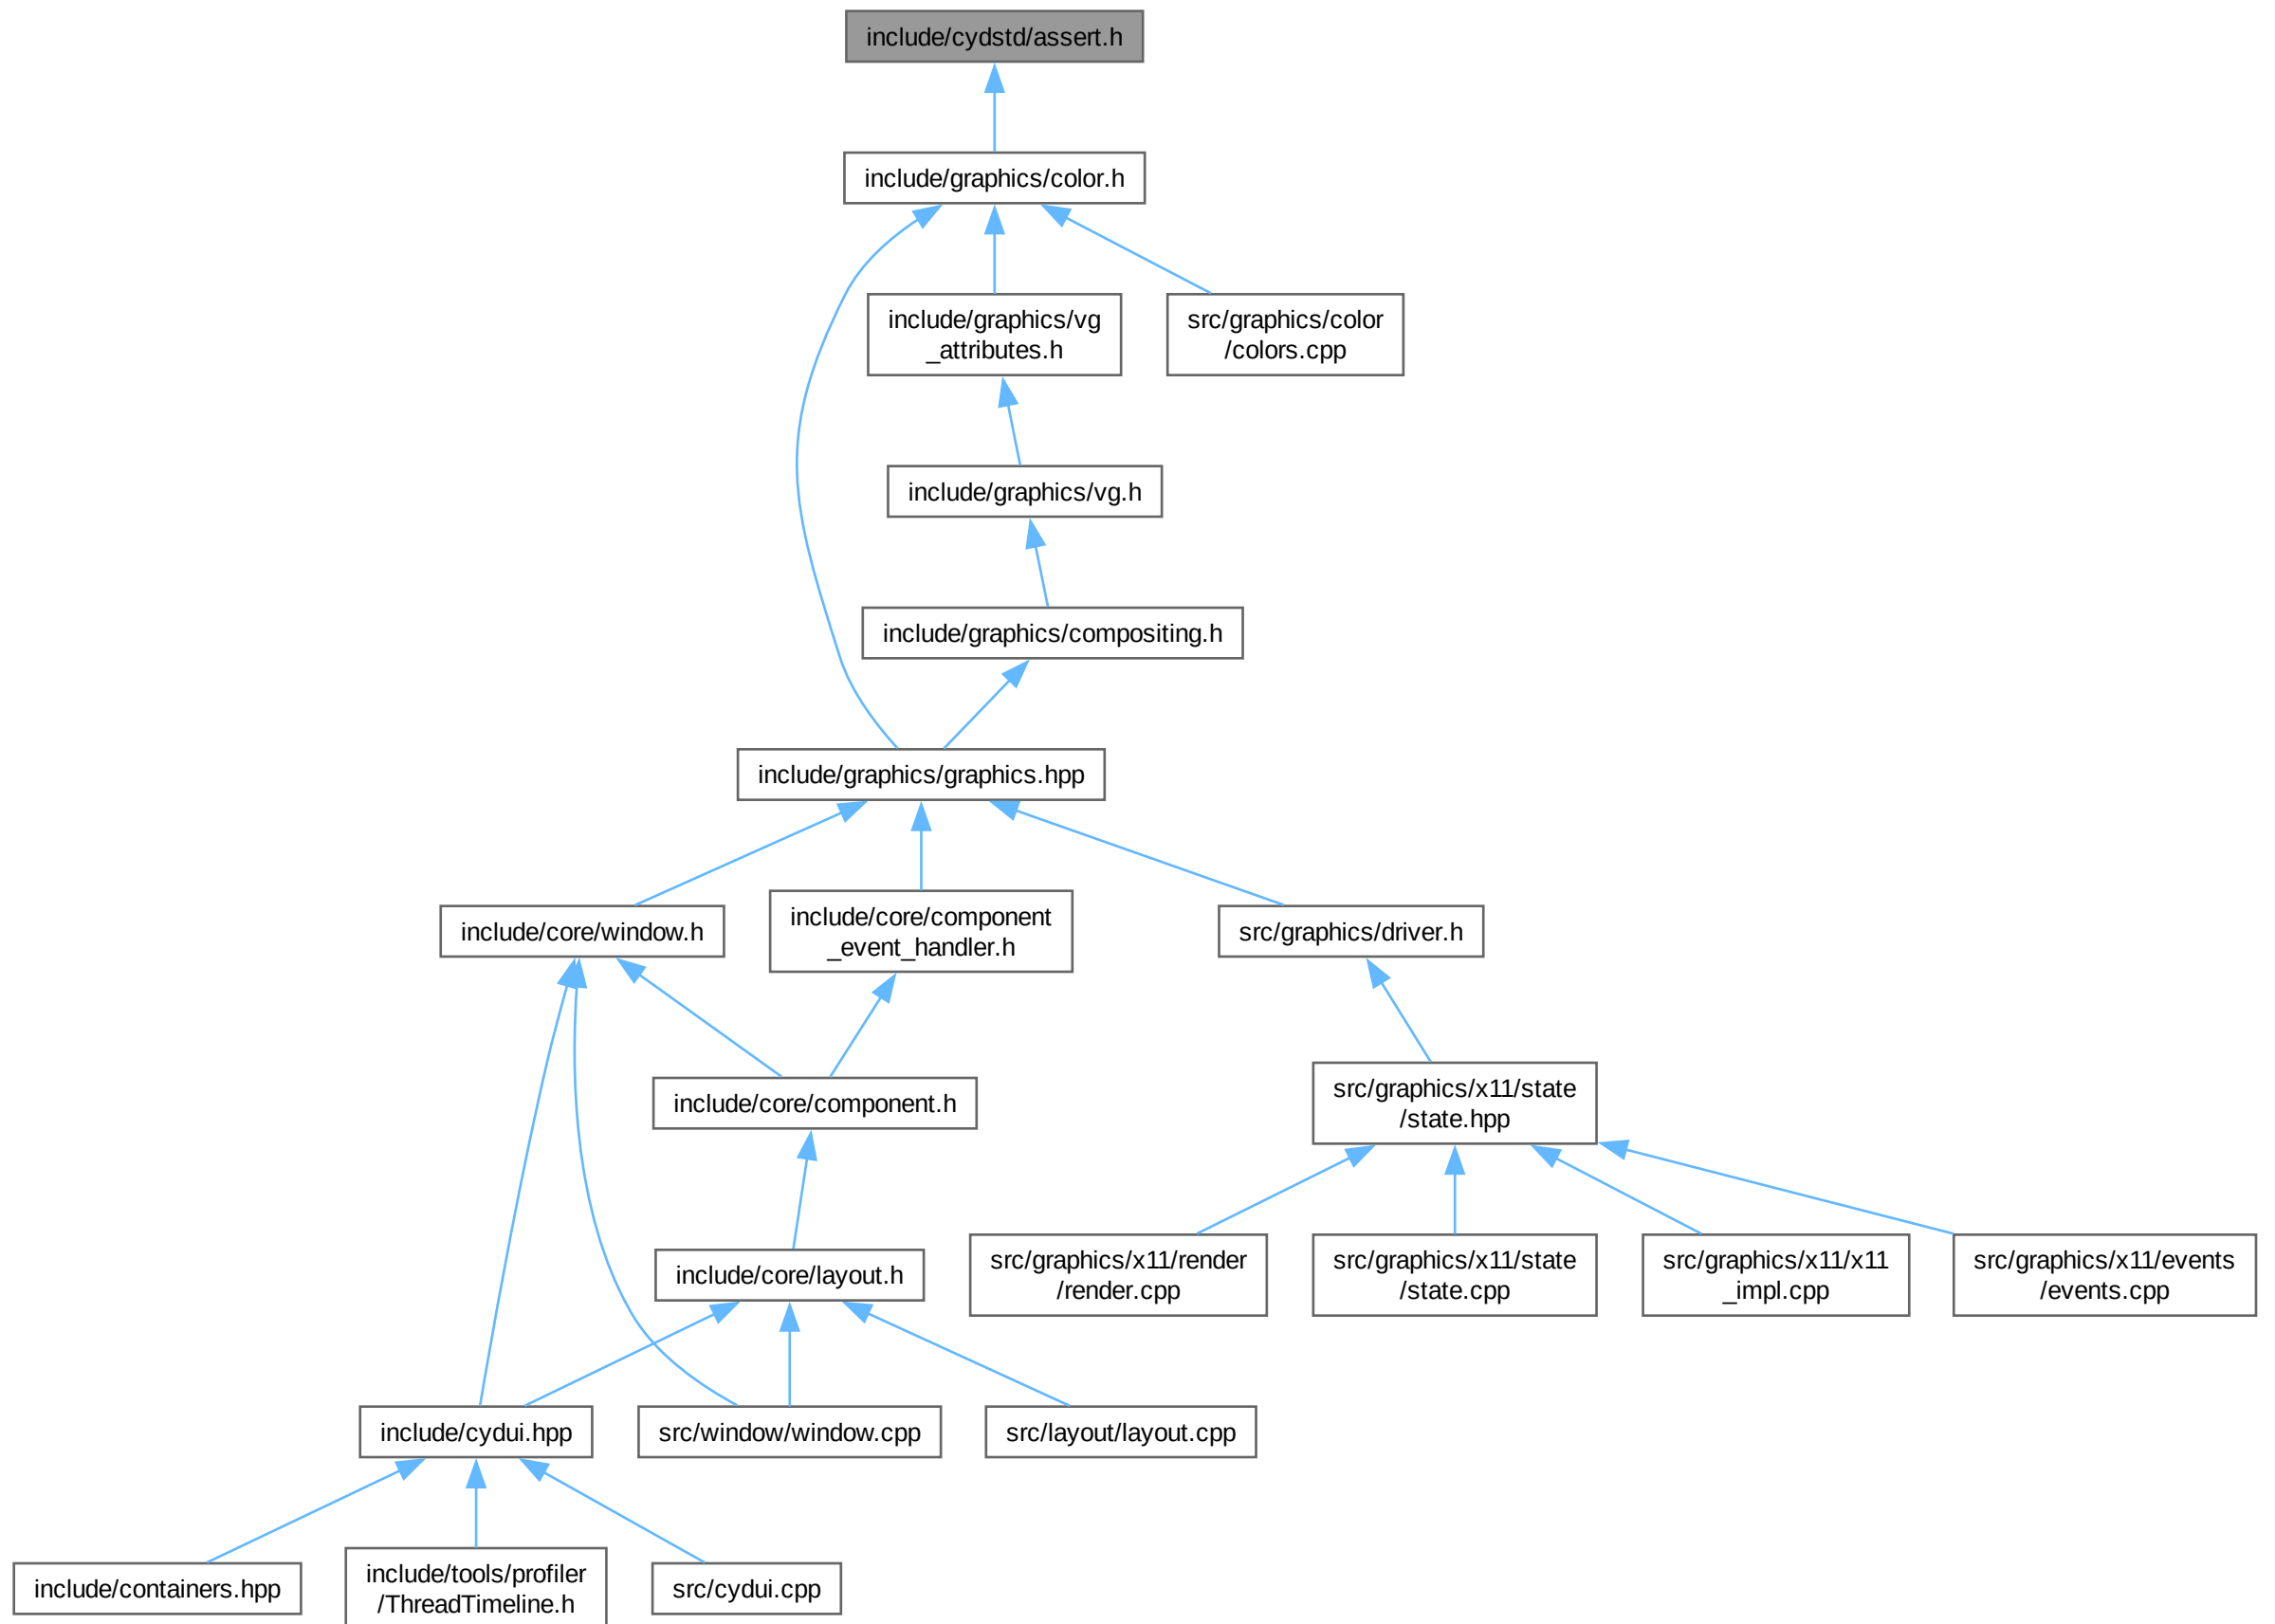 include/cydstd/assert.h
include/graphics/color.h
include/graphics/vg
_attributes.h
src/graphics/color
/colors.cpp
include/graphics/vg.h
include/graphics/compositing.h
include/graphics/graphics.hpp
include/core/window.h
include/core/component
_event_handler.h
src/graphics/driver.h
include/core/component.h
src/graphics/x11/state
/state.hpp
include/core/layout.h
src/graphics/x11/render
/render.cpp
src/graphics/x11/state
/state.cpp
src/graphics/x11/x11
_impl.cpp
src/graphics/x11/events
/events.cpp
include/cydui.hpp
src/window/window.cpp
src/layout/layout.cpp
include/containers.hpp
include/tools/profiler
/ThreadTimeline.h
src/cydui.cpp